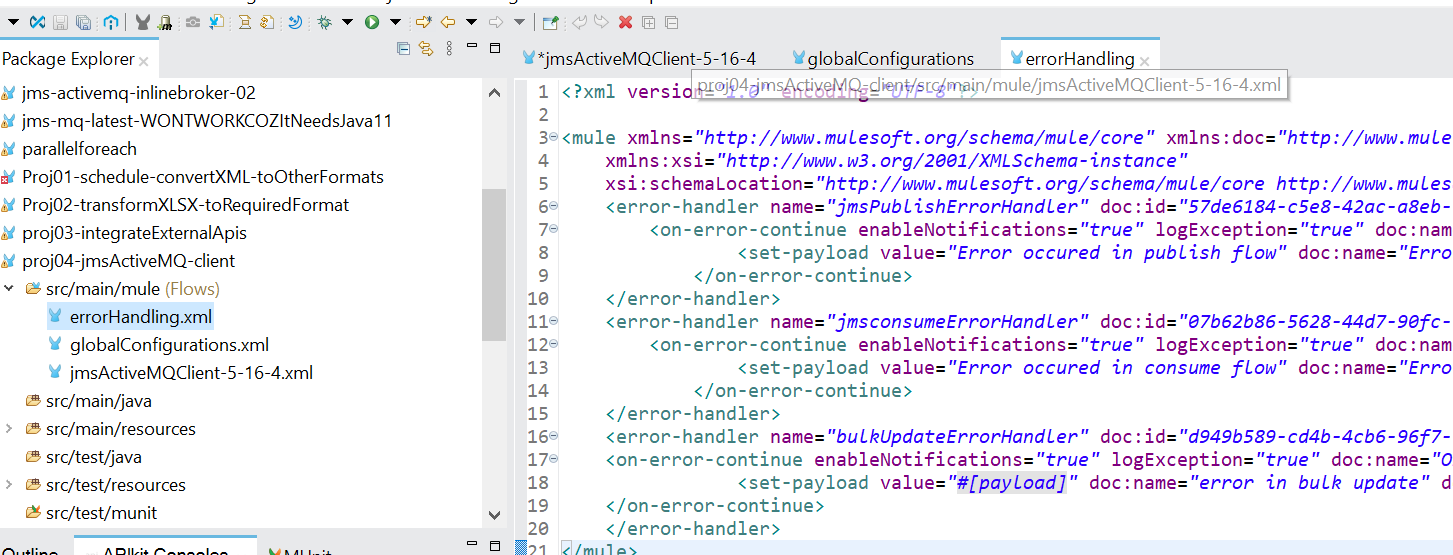 Package Explorer
jms-activemq-inlinebroker-02
jms-mq-latest-WONTWORKCOZItNeedsJava11
parallelforeach
Proj01-schedule-convertXML-toOtherFormats
Proj02-transformXLSX-toRequiredFormat
proj03-integrateExternalApis
proj04-jmsActiveMQ-client
src/main/mule (Flows)
errorHandling.xml
globalConfigurations.xml
jmsActiveMQClient-5-16-4.xml
src/main/java
src/main/resources
src/test/java
src/test/resources
src/test/munit
Outline
APIkit Consoles
MUnit
*jmsActiveMQClient-5-16-4
globalConfigurations
errorHandling
proj04-jmsActiveMQ-client/src/main/mule/jmsActiveMQClient-5-16-4.xml
1 <?xml version="1.0" encoding="UTF-8"?>
2
3 <mule xmlns="http://www.mulesoft.org/schema/mule/core" xmlns:doc="http://www.mule
4 xmlns:xsi="http://www.w3.org/2001/XMLSchema-instance"
5 xsi:schemaLocation="http://www.mulesoft.org/schema/mule/core http://www.mules
6 <error-handler name="jmsPublishErrorHandler" doc:id="57de6184-c5e8-42ac-a8eb-
7 <on-error-continue enableNotifications="true" logException="true" doc:nam
8 <set-payload value="Error occured in publish flow" doc:name="Erro
9 </on-error-continue>
10 </error-handler>
11 <error-handler name="jmsconsumeErrorHandler" doc:id="07b62b86-5628-44d7-90fc-
12 <on-error-continue enableNotifications="true" logException="true" doc:nam
13 <set-payload value="Error occured in consume flow" doc:name="Erro
14 </on-error-continue>
15 </error-handler>
16 <error-handler name="bulkUpdateErrorHandler" doc:id="d949b589-cd4b-4cb6-96f7-
17 <on-error-continue enableNotifications="true" logException="true" doc:name="O
18 <set-payload value="#[payload]" doc:name="error in bulk update" d
19 </on-error-continue>
20 </error-handler>
21 </mule>